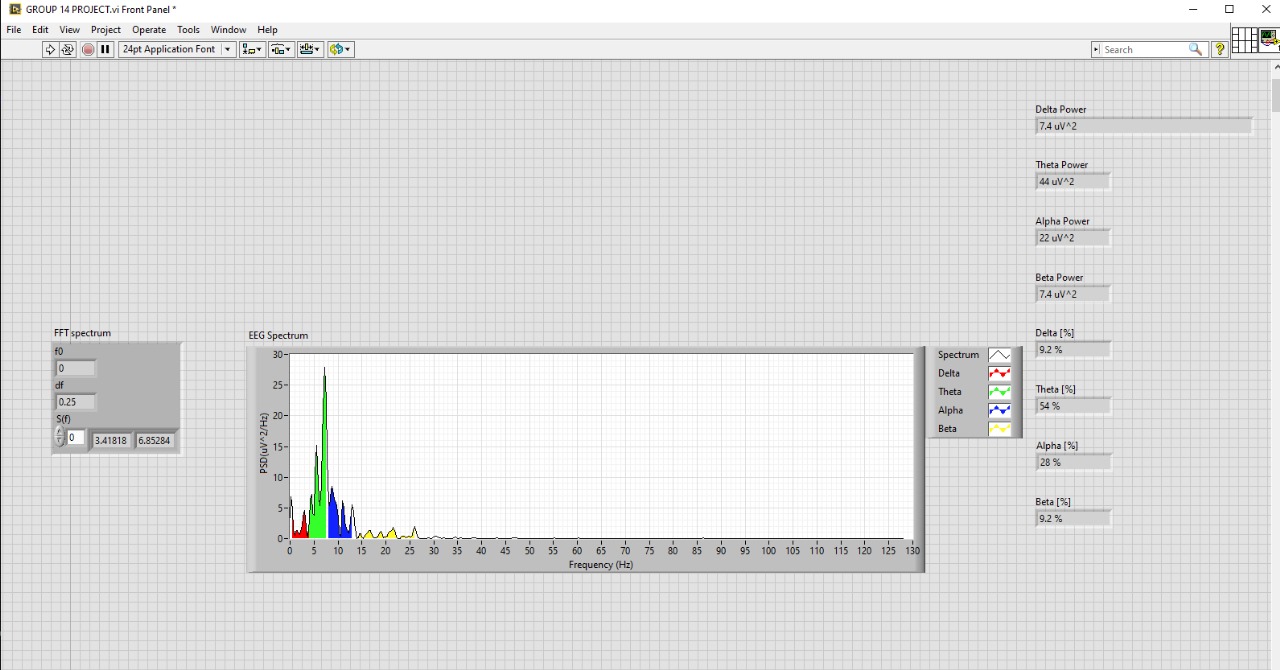 GROUP 14 PROJECT.vi Front Panel *
File Edit View Project Operate Tools Window Help
24pt Application Font
Search
Delta Power
7.4 uV^2
Theta Power
44 uV^2
Alpha Power
22 uV^2
Beta Power
7.4 uV^2
Delta [%]
9.2 %
Theta [%]
54 %
Alpha [%]
28 %
Beta [%]
9.2 %
FFT spectrum
f0
0
df
0.25
S(f)
0 3.41818 6.85284
EEG Spectrum
PSD(uV^2/Hz)
30
25
20
15
10
5
0
0 5 10 15 20 25 30 35 40 45 50 55 60 65 70 75 80 85 90 95 100 105 110 115 120 125 130
Frequency (Hz)
Spectrum
Delta
Theta
Alpha
Beta